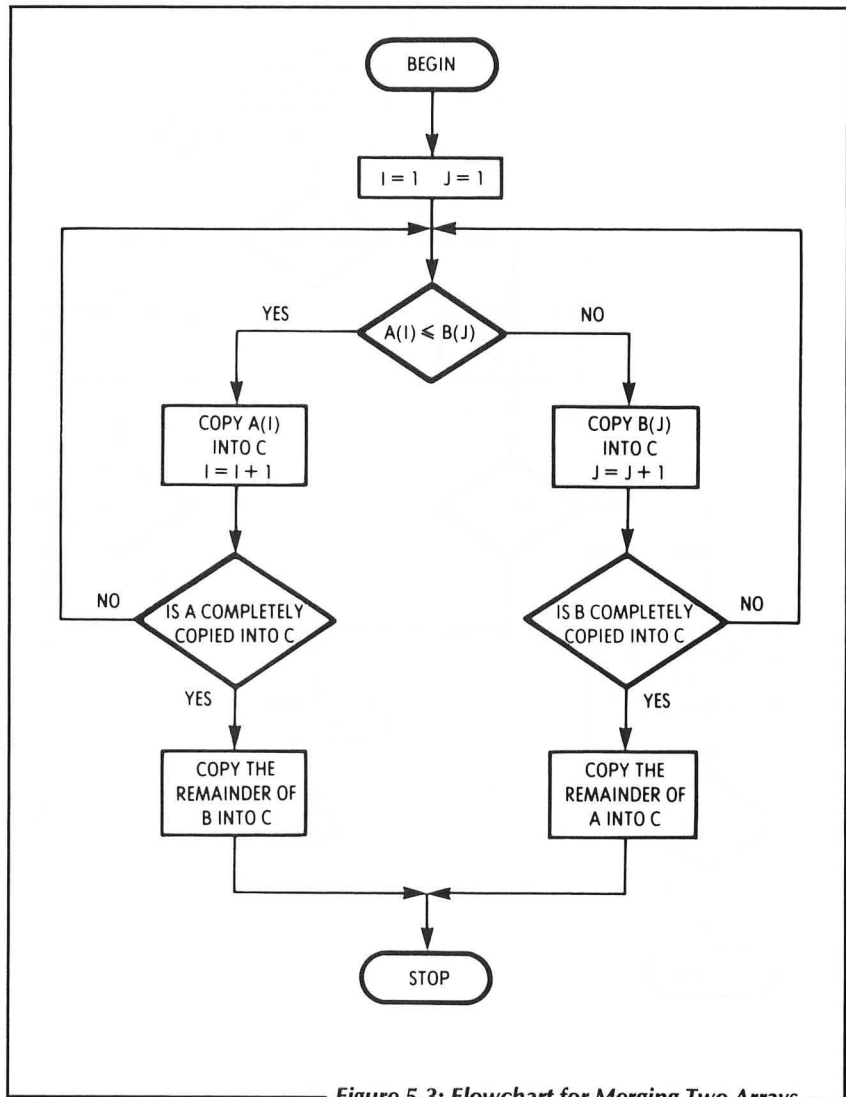 BEGIN
I = 1 J = 1
YES
NO
A(I) ⩽ B(J)
COPY A(I)
INTO C
I = I + 1
COPY B(J)
INTO C
J = J + 1
NO
IS A COMPLETELY
COPIED INTO C
IS B COMPLETELY
COPIED INTO C
NO
YES
YES
COPY THE
REMAINDER OF
B INTO C
COPY THE
REMAINDER OF
A INTO C
STOP
Figure 5.3: Flowchart for Merging Two Arrays